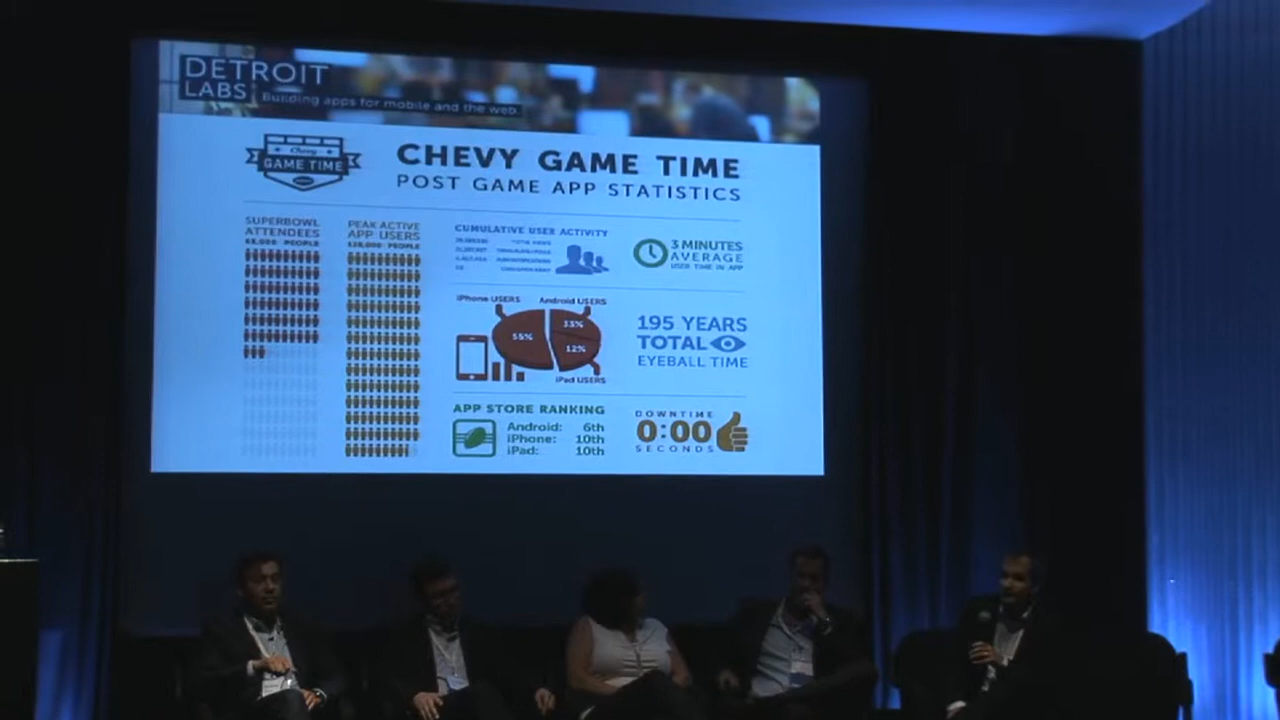 DETROIT
LABS Building apps for mobile and the web.
Chevy
GAME TIME
CHEVY GAME TIME
POST GAME APP STATISTICS
SUPERBOWL
ATTENDEES
PEOPLE
PEAK ACTIVE
APP USERS
PEOPLE
CUMULATIVE USER ACTIVITY
3 MINUTES
AVERAGE
USER TIME IN APP
iPhone USERS
Android USERS
55%
33%
12%
iPad USERS
195 YEARS
TOTAL
EYEBALL TIME
APP STORE RANKING
Android: 6th
iPhone: 10th
iPad: 10th
DOWNTIME
0:00
SECONDS